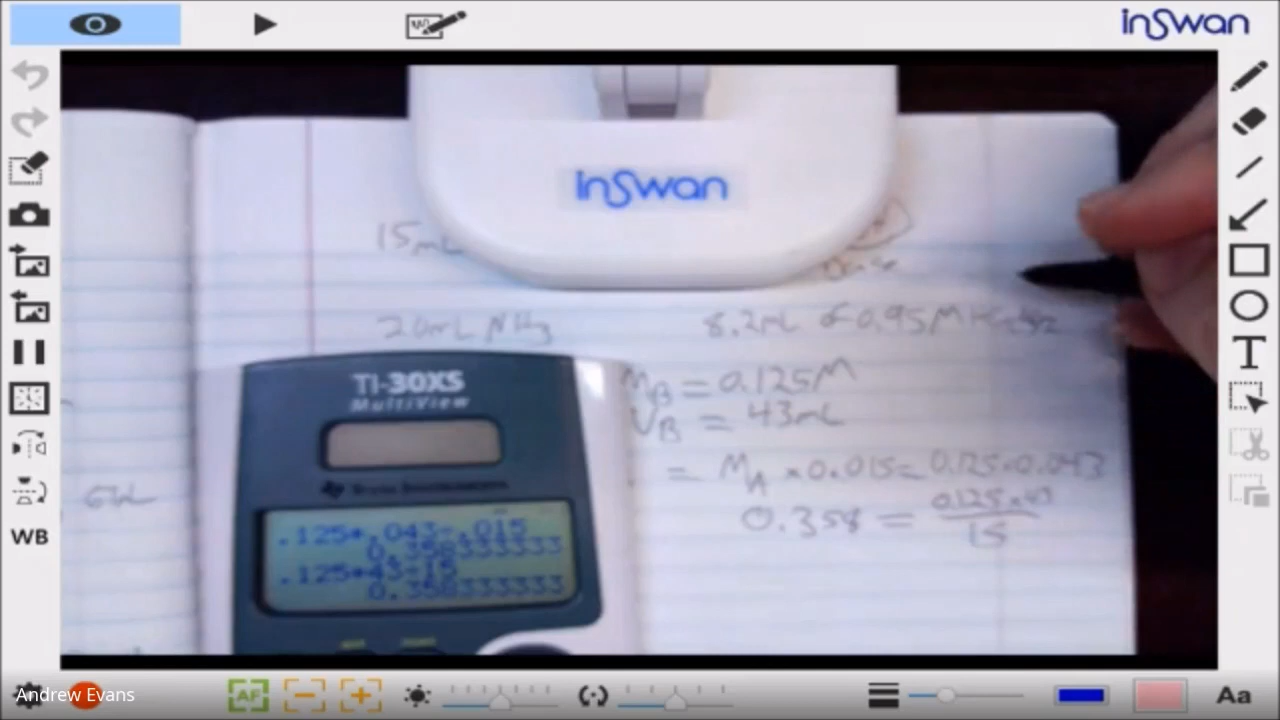 inSwan
inSwan
15mL
20mL NH3
8.2mL of 0.95M
MB = 0.125M
VB = 43mL
= MA × 0.015 = 0.125 × 0.043
0.358 = 0.125 × 43
15
TI-30XS
MultiView
Texas Instruments
.125*.043÷.015
0.358333333
.125*43÷15
0.358333333
WB
T
Andrew Evans
AF
Aa